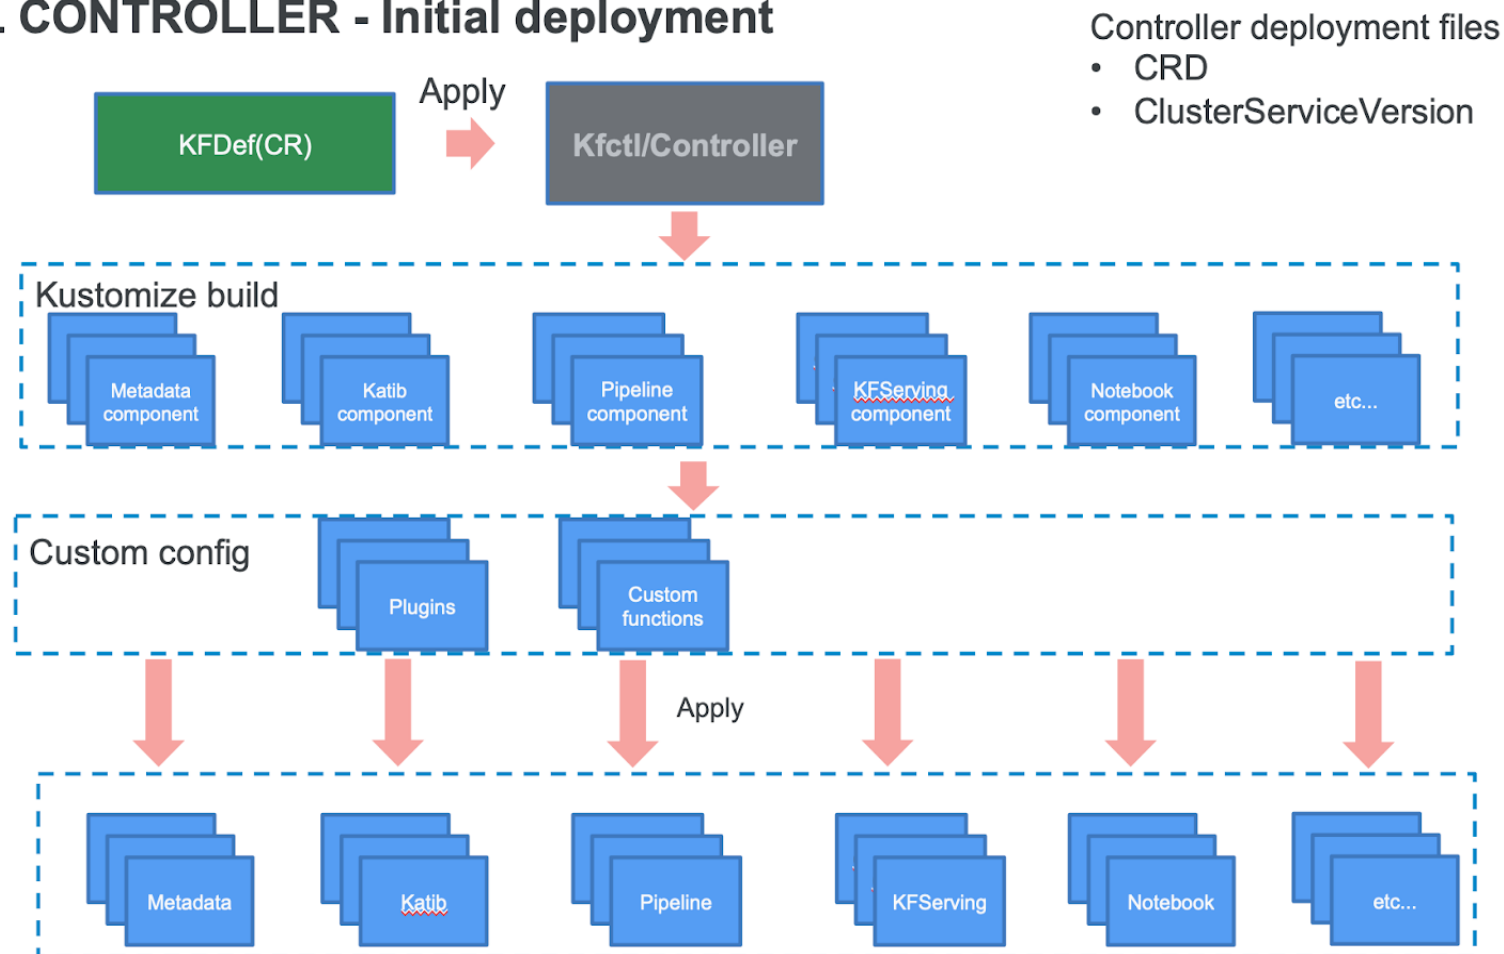 . CONTROLLER - Initial deployment
Controller deployment files
• CRD
• ClusterServiceVersion
Apply
KFDef(CR)
Kfctl/Controller
Kustomize build
Metadata
component
Katib
component
Pipeline
component
KFServing
component
Notebook
component
etc...
Custom config
Plugins
Custom
functions
Apply
Metadata
Katib
Pipeline
KFServing
Notebook
etc...